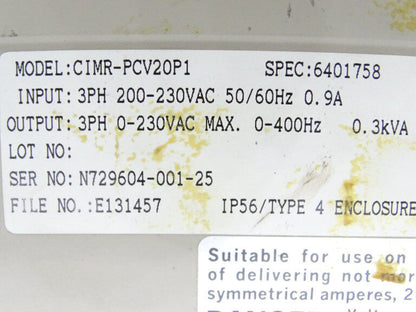 MODEL:CIMR-PCV20P1 SPEC:6401758
INPUT: 3PH 200-230VAC 50/60Hz 0.9A
OUTPUT: 3PH 0-230VAC MAX. 0-400Hz 0.3kVA
LOT NO:
SER NO: N729604-001-25
FILE NO.:E131457 IP56/TYPE 4 ENCLOSURE
Suitable for use on
of delivering not mor
symmetrical amperes, 2